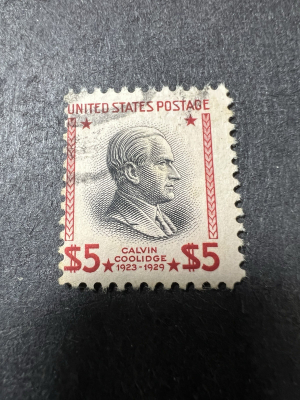 UNITED STATES POSTAGE
CALVIN
COOLIDGE
$5 1923-1929 $5